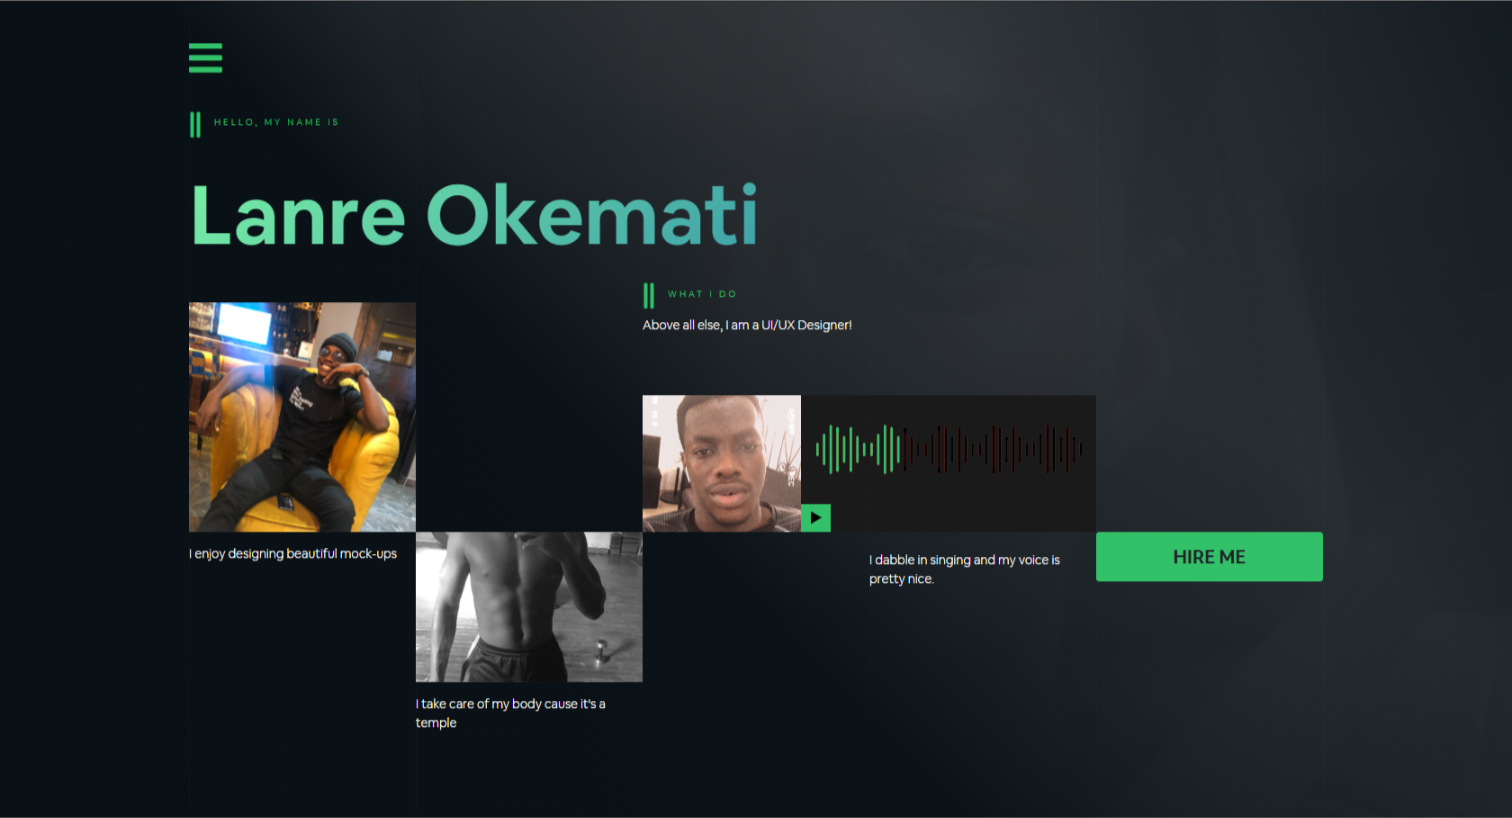 HELLO, MY NAME IS
Lanre Okemati
WHAT I DO
Above all else, I am a UI/UX Designer!
I enjoy designing beautiful mock-ups
I dabble in singing and my voice is
pretty nice.
HIRE ME
I take care of my body cause it's a
temple